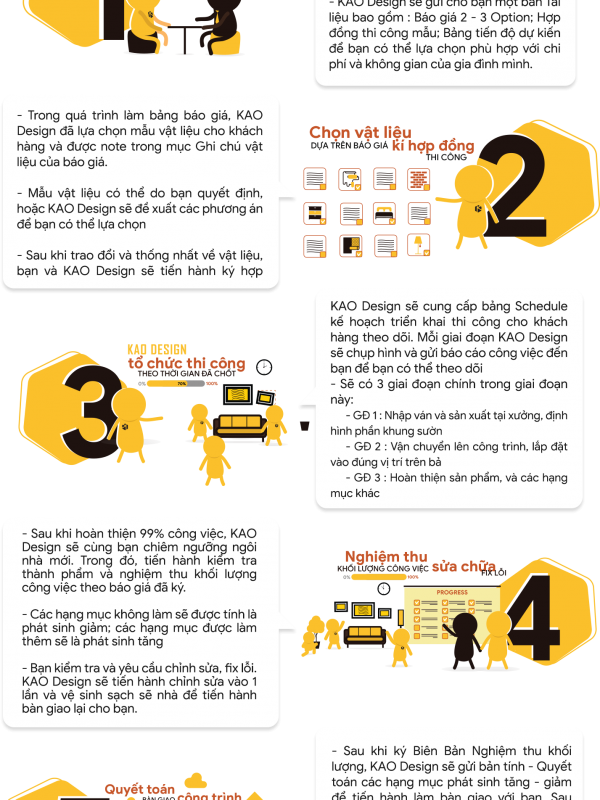 - KAO Design sẽ gửi cho bạn một bản Tài
liệu bao gồm : Báo giá 2 - 3 Option; Hợp
đồng thi công mẫu; Bảng tiến độ dự kiến
để bạn có thể lựa chọn phù hợp với chi
phí và không gian của gia đình mình.
- Trong quá trình làm bảng báo giá, KAO
Design đã lựa chọn mẫu vật liệu cho khách
hàng và được note trong mục Ghi chú vật
liệu của báo giá.
- Mẫu vật liệu có thể do bạn quyết định,
hoặc KAO Design sẽ đề xuất các phương án
để bạn có thể lựa chọn
- Sau khi trao đổi và thống nhất về vật liệu,
bạn và KAO Design sẽ tiến hành ký hợp
Chọn vật liệu
DỰA TRÊN BÁO GIÁ kí hợp đồng
THI CÔNG
2
KAO DESIGN
tổ chức thi công
THEO THỜI GIAN ĐÃ CHỐT
0% 70% 100%
3
KAO Design sẽ cung cấp bảng Schedule
kế hoạch triển khai thi công cho khách
hàng theo dõi. Mỗi giai đoạn KAO Design
sẽ chụp hình và gửi báo cáo công việc đến
bạn để bạn có thể theo dõi
- Sẽ có 3 giai đoạn chính trong giai đoạn
này:
- GĐ 1 : Nhập ván và sản xuất tại xưởng, định
hình phần khung sườn
- GĐ 2 : Vận chuyển lên công trình, lắp đặt
vào đúng vị trí trên bả
- GĐ 3 : Hoàn thiện sản phẩm, và các hạng
mục khác
- Sau khi hoàn thiện 99% công việc, KAO
Design sẽ cùng bạn chiêm ngưỡng ngôi
nhà mới. Trong đó, tiến hành kiểm tra
thành phẩm và nghiệm thu khối lượng
công việc theo báo giá đã ký.
- Các hạng mục không làm sẽ được tính là
phát sinh giảm; các hạng mục được làm
thêm sẽ là phát sinh tăng
- Bạn kiểm tra và yêu cầu chỉnh sửa, fix lỗi.
KAO Design sẽ tiến hành chỉnh sửa vào 1
lần và vệ sinh sạch sẽ nhà để tiến hành
bàn giao lại cho bạn.
Nghiệm thu
KHỐI LƯỢNG CÔNG VIỆC sửa chữa
FIX LỖI
0% 100%
PROGRESS
4
- Sau khi ký Biên Bản Nghiệm thu khối
lượng, KAO Design sẽ gửi bản tính - Quyết
toán các hạng mục phát sinh tăng - giảm
để tiến hành làm bàn giao với bạn. Sau
Quyết toán
BÀN GIAO công trình